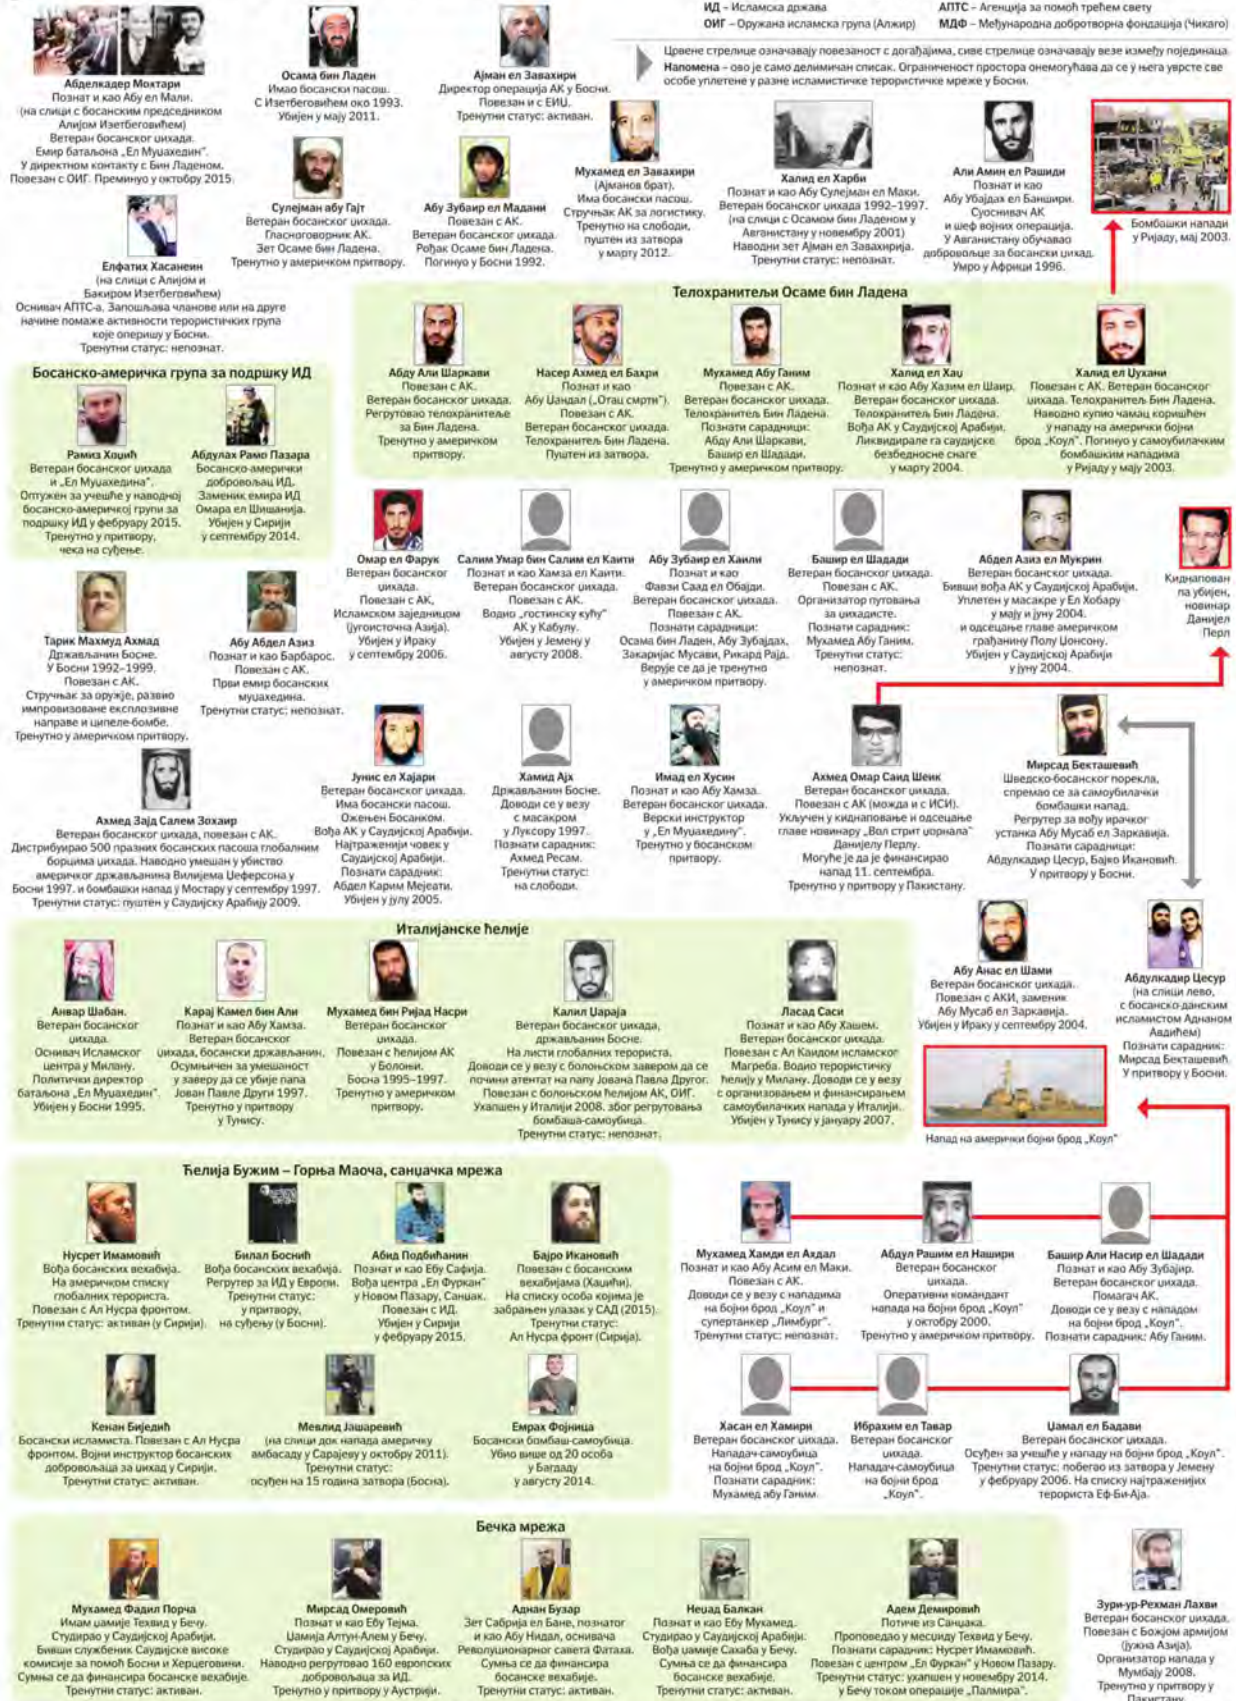 ИД – Исламска држава
ОИГ – Оружана исламска група (Алжир)
АПТС – Агенција за помоћ трећем свету
МДФ – Међународна добротворна фондација (Чикаго)
Црвене стрелице означавају повезаност с догађајима, сиве стрелице означавају везе између појединаца.
Напомена – ово је само делимичан списак. Ограниченост простора онемогућава да се у њега уврсте све
особе уплетене у разне исламистичке терористичке мреже у Босни.
Абделкадер Мохтари
Познат и као Абу ел Мали.
(на слици с босанским председником
Алијом Изетбеговићем)
Ветеран босанског џихада.
Емир батаљона „Ел Муџахедин”.
У директном контакту с Бин Ладеном.
Повезан с ОИГ. Преминуо у октобру 2015.
Осама бин Ладен
Имао босански пасош.
С Изетбеговићем око 1993.
Убијен у мају 2011.
Ајман ел Завахири
Директор операција АК у Босни.
Повезан и с ЕИЏ.
Тренутни статус: активан.
Сулејман абу Гајт
Ветеран босанског џихада.
Гласноговорник АК.
Зет Осаме бин Ладена.
Тренутно у америчком притвору.
Абу Зубаир ел Мадани
Повезан с АК.
Ветеран босанског џихада.
Рођак Осаме бин Ладена.
Погинуо у Босни 1992.
Мухамед ел Завахири
(Ајманов брат).
Има босански пасош.
Стручњак АК за логистику.
Тренутно на слободи,
пуштен из затвора
у марту 2012.
Халид ел Харби
Познат и као Абу Сулејман ел Маки.
Ветеран босанског џихада 1992–1997.
(на слици с Осамом бин Ладеном у
Авганистану у новембру 2001)
Наводни зет Ајман ел Завахирија.
Тренутни статус: непознат.
Али Амин ел Рашиди
Познат и као
Абу Убајдах ел Баншири.
Суоснивач АК
и шеф војних операција.
У Авганистану обучавао
добровољце за босански џихад.
Умро у Африци 1996.
Бомбашки напади
у Ријаду, мај 2003.
Елфатих Хасанеин
(на слици с Алијом и
Бакиром Изетбеговићем)
Оснивач АПТС-а. Запошљава чланове или на друге
начине помаже активности терористичких група
које оперишу у Босни.
Тренутни статус: непознат.
Телохранитељи Осаме бин Ладена
Абду Али Шаркави
Повезан с АК.
Ветеран босанског џихада.
Регрутовао телохранитеље
за Бин Ладена.
Тренутно у америчком
притвору.
Насер Ахмед ел Бахри
Познат и као
Абу Џандал („Отац смрти”).
Повезан с АК.
Ветеран босанског џихада.
Телохранитељ Бин Ладена.
Пуштен из затвора.
Мухамед Абу Ганим
Повезан с АК.
Ветеран босанског џихада.
Телохранитељ Бин Ладена.
Познати сарадници:
Абду Али Шаркави,
Башир ел Шадади.
Тренутно у америчком притвору.
Халид ел Хаџ
Познат и као Абу Хазим ел Шаир.
Ветеран босанског џихада.
Телохранитељ Бин Ладена.
Вођа АК у Саудијској Арабији.
Ликвидирале га саудијске
безбедносне снаге
у марту 2004.
Халид ел Џухани
Повезан с АК. Ветеран босанског
џихада. Телохранитељ Бин Ладена.
Наводно купио чамац коришћен
у нападу на амерички бојни
брод „Коул”. Погинуо у самоубилачким
бомбашким нападима
у Ријаду у мају 2003.
Босанско-америчка група за подршку ИД
Рамиз Хоџић
Ветеран босанског џихада
и „Ел Муџахедина”.
Оптужен за учешће у наводној
босанско-америчкој групи за
подршку ИД у фебруару 2015.
Тренутно у притвору,
чека на суђење.
Абдулах Рамо Пазара
Босанско-амерички
добровољац ИД.
Заменик емира ИД
Омара ел Шишанија.
Убијен у Сирији
у септембру 2014.
Омар ел Фарук
Ветеран босанског
џихада.
Повезан с АК,
Исламском заједницом
(југоисточна Азија).
Убијен у Ираку
у септембру 2006.
Салим Умар бин Салим ел Каити
Познат и као Хамза ел Каити.
Ветеран босанског џихада.
Повезан с АК.
Водио „гостинску кућу”
АК у Кабулу.
Убијен у Јемену у
августу 2008.
Абу Зубаир ел Хаили
Познат и као
Фавзи Саад ел Обајди.
Ветеран босанског џихада.
Повезан с АК.
Познати сарадници:
Осама бин Ладен, Абу Зубајдах,
Закаријас Мусави, Рикард Рајд.
Верује се да је тренутно
у америчком притвору.
Башир ел Шадади
Ветеран босанског џихада.
Повезан с АК.
Организатор путовања
за џихадисте.
Познати сарадник:
Мухамед Абу Ганим.
Тренутни статус:
непознат.
Абдел Азиз ел Мукрин
Ветеран босанског џихада.
Бивши вођа АК у Саудијској Арабији.
Уплетен у масакре у Ел Хобару
у мају и јуну 2004.
и одсецање главе америчком
грађанину Полу Џонсону.
Убијен у Саудијској Арабији
у јуну 2004.
Киднапован
па убијен,
новинар
Данијел
Перл
Тарик Махмуд Ахмад
Држављанин Босне.
У Босни 1992–1999.
Повезан с АК.
Стручњак за оружје, развио
импровизоване експлозивне
направе и ципеле-бомбе.
Тренутно у америчком притвору.
Абу Абдел Азиз
Познат и као Барбарос.
Повезан с АК.
Први емир босанских
муџахедина.
Тренутни статус: непознат.
Јунис ел Хајари
Ветеран босанског џихада.
Има босански пасош.
Ожењен Босанком.
Вођа АК у Саудијској Арабији.
Најтраженији човек у
Саудијској Арабији.
Познати сарадник:
Абдел Карим Мејеати.
Убијен у јулу 2005.
Хамид Ајх
Држављанин Босне.
Доводи се у везу
с масакром
у Луксору 1997.
Познати сарадник:
Ахмед Ресам.
Тренутни статус:
на слободи.
Имад ел Хусин
Познат и као Абу Хамза.
Ветеран босанског џихада.
Верски инструктор
у „Ел Муџахедину”.
Тренутно у босанском
притвору.
Ахмед Омар Саид Шеик
Ветеран босанског џихада.
Повезан с АК (можда и с ИСИ).
Укључен у киднаповање и одсецање
главе новинару „Вол стрит џорнала”
Данијелу Перлу.
Могуће је да је финансирао
напад 11. септембра.
Тренутно у притвору у Пакистану.
Мирсад Бекташевић
Шведско-босанског порекла,
спремао се за самоубилачки
бомбашки напад.
Регрутер за вођу ирачког
устанка Абу Мусаб ел Заркавија.
Познати сарадници:
Абдулкадир Цесур, Бајко Икановић.
У притвору у Босни.
Ахмед Зајд Салем Зохаир
Ветеран босанског џихада, повезан с АК.
Дистрибуирао 500 празних босанских пасоша глобалним
борцима џихада. Наводно умешан у убиство
америчког држављанина Вилијема Џеферсона у
Босни 1997. и бомбашки напад у Мостару у септембру 1997.
Тренутни статус: пуштен у Саудијску Арабију 2009.
Италијанске ћелије
Анвар Шабан.
Ветеран босанског
џихада.
Оснивач Исламског
центра у Милану.
Политички директор
батаљона „Ел Муџахедин”
Убијен у Босни 1995.
Карај Камел бин Али
Познат и као Абу Хамза.
Ветеран босанског
џихада, босански држављанин.
Осумњичен за умешаност
у заверу да се убије папа
Јован Павле Други 1997.
Тренутно у притвору
у Тунису.
Мухамед бин Ријад Насри
Ветеран босанског
џихада.
Повезан с ћелијом АК
у Болоњи.
Босна 1995–1997.
Тренутно у америчком
притвору.
Калил Џараја
Ветеран босанског џихада,
држављанин Босне.
На листи глобалних терориста.
Доводи се у везу с болоњском завером да се
почини атентат на папу Јована Павла Другог.
Повезан с болоњском ћелијом АК, ОИГ.
Ухапшен у Италији 2008. због регрутовања
бомбаша-самоубица.
Тренутни статус: непознат.
Ласад Саси
Познат и као Абу Хашем.
Ветеран босанског џихада.
Повезан с Ал Каидом исламског
Магреба. Водио терористичку
ћелију у Милану. Доводи се у везу
с организовањем и финансирањем
самоубилачких напада у Италији.
Убијен у Тунису у јануару 2007.
Абу Анас ел Шами
Ветеран босанског џихада.
Повезан с АКИ, заменик
Абу Мусаб ел Заркавија.
Убијен у Ираку у септембру 2004.
Абдулкадир Цесур
(на слици лево,
с босанско-данским
исламистом Аднаном
Авдићем)
Познати сарадник:
Мирсад Бекташевић.
У притвору у Босни.
Напад на амерички бојни брод „Коул”
Ћелија Бужим – Горња Маоча, санџачка мрежа
Нусрет Имамовић
Вођа босанских вехабија.
На америчком списку
глобалних терориста.
Повезан с Ал Нусра фронтом.
Тренутни статус: активан (у Сирији).
Билал Боснић
Вођа босанских вехабија.
Регрутер за ИД у Европи.
Тренутни статус:
у притвору,
на суђењу (у Босни).
Абид Подбићанин
Познат и као Ебу Сафија.
Вођа центра „Ел Фуркан”
у Новом Пазару, Санџак.
Повезан с ИД.
Убијен у Сирији
у фебруару 2015.
Бајро Икановић
Повезан с босанским
вехабијама (Хаџићи).
На списку особа којима је
забрањен улазак у САД (2015).
Тренутни статус:
Ал Нусра фронт (Сирија).
Мухамед Хамди ел Ахдал
Познат и као Абу Асим ел Маки.
Повезан с АК.
Доводи се у везу с нападима
на бојни брод „Коул” и
супертанкер „Лимбург”.
Тренутни статус: непознат.
Абдул Рашим ел Нашири
Ветеран босанског
џихада.
Оперативни командант
напада на бојни брод „Коул”
у октобру 2000.
Тренутно у америчком притвору.
Башир Али Насир ел Шадади
Познат и као Абу Зубајир.
Ветеран босанског џихада.
Помагач АК.
Доводи се у везу с нападом
на бојни брод „Коул”.
Познати сарадник: Абу Ганим.
Кенан Биједић
Босански исламиста. Повезан с Ал Нусра
фронтом. Војни инструктор босанских
добровољаца за џихад у Сирији.
Тренутни статус: активан.
Мевлид Јашаревић
(на слици док напада америчку
амбасаду у Сарајеву у октобру 2011).
Тренутни статус:
осуђен на 15 година затвора (Босна).
Емрах Фојница
Босански бомбаш-самоубица.
Убио више од 20 особа
у Багдаду
у августу 2014.
Хасан ел Хамири
Ветеран босанског џихада.
Нападач-самоубица
на бојни брод „Коул”.
Познати сарадник:
Мухамед абу Ганим.
Ибрахим ел Тавар
Ветеран босанског
џихада.
Нападач-самоубица
на бојни брод
„Коул”.
Џамал ел Бадави
Ветеран босанског џихада.
Осуђен за учешће у нападу на бојни брод „Коул”.
Тренутни статус: побегао из затвора у Јемену
у фебруару 2006. На списку најтраженијих
терориста Еф-Би-Аја.
Бечка мрежа
Мухамед Фадил Порча
Имам џамије Техвид у Бечу.
Студирао у Саудијској Арабији.
Бивши службеник Саудијске високе
комисије за помоћ Босни и Херцеговини.
Сумња се да финансира босанске вехабије.
Тренутни статус: активан.
Мирсад Омеровић
Познат и као Ебу Тејма.
Џамија Алтун-Алем у Бечу.
Студирао у Саудијској Арабији.
Наводно регрутовао 160 европских
добровољаца за ИД.
Тренутно у притвору у Аустрији.
Аднан Бузар
Зет Сабрија ел Бане, познатог
и као Абу Нидал, оснивача
Револуционарног савета Фатаха.
Сумња се да финансира
босанске вехабије.
Тренутни статус: активан.
Неџад Балкан
Познат и као Ебу Мухамед.
Студирао у Саудијској Арабији.
Вођа џамије Сахаба у Бечу.
Сумња се да финансира
босанске вехабије.
Тренутни статус: активан.
Адем Демировић
Потиче из Санџака.
Проповедао у месџиду Техвид у Бечу.
Познати сарадник: Нусрет Имамовић.
Повезан с центром „Ел Фуркан” у Новом Пазару.
Тренутни статус: ухапшен у новембру 2014.
у Бечу током операције „Палмира”.
Зури-ур-Рехман Лахви
Ветеран босанског џихада.
Повезан с Божјом армијом
(јужна Азија).
Организатор напада у
Мумбају 2008.
Тренутно у притвору у
Пакистану.